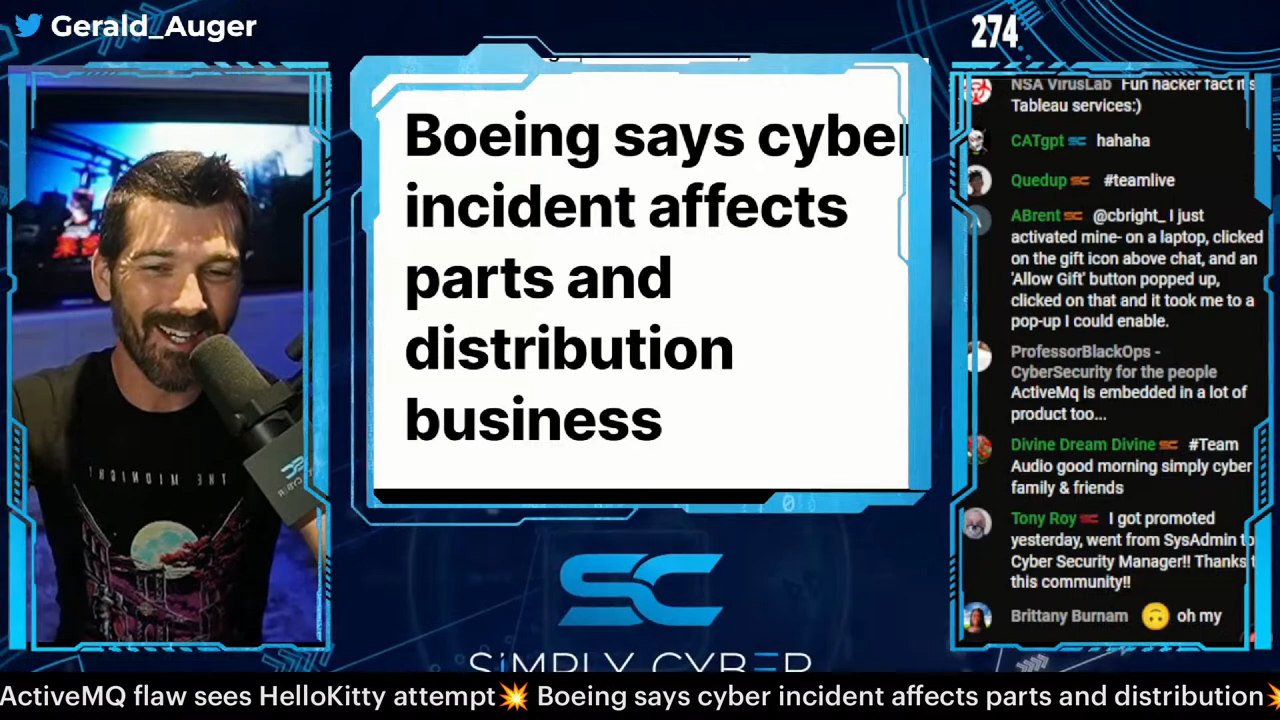 Gerald_Auger
274
Boeing says cyber
incident affects
parts and
distribution
business
NSA VirusLab Fun hacker fact it's
Tableau services:)
CATgpt hahaha
Quedup #teamlive
ABrent @cbright_ I just
activated mine- on a laptop, clicked
on the gift icon above chat, and an
'Allow Gift' button popped up,
clicked on that and it took me to a
pop-up I could enable.
ProfessorBlackOps -
CyberSecurity for the people
ActiveMq is embedded in a lot of
product too...
Divine Dream Divine #Team
Audio good morning simply cyber
family & friends
Tony Roy I got promoted
yesterday, went from SysAdmin to
Cyber Security Manager!! Thanks
this community!!
Brittany Burnam 🙃 oh my
THE MIDNIGHT
SC
SIMPLY CYBER
ActiveMQ flaw sees HelloKitty attempt💥 Boeing says cyber incident affects parts and distribution💥